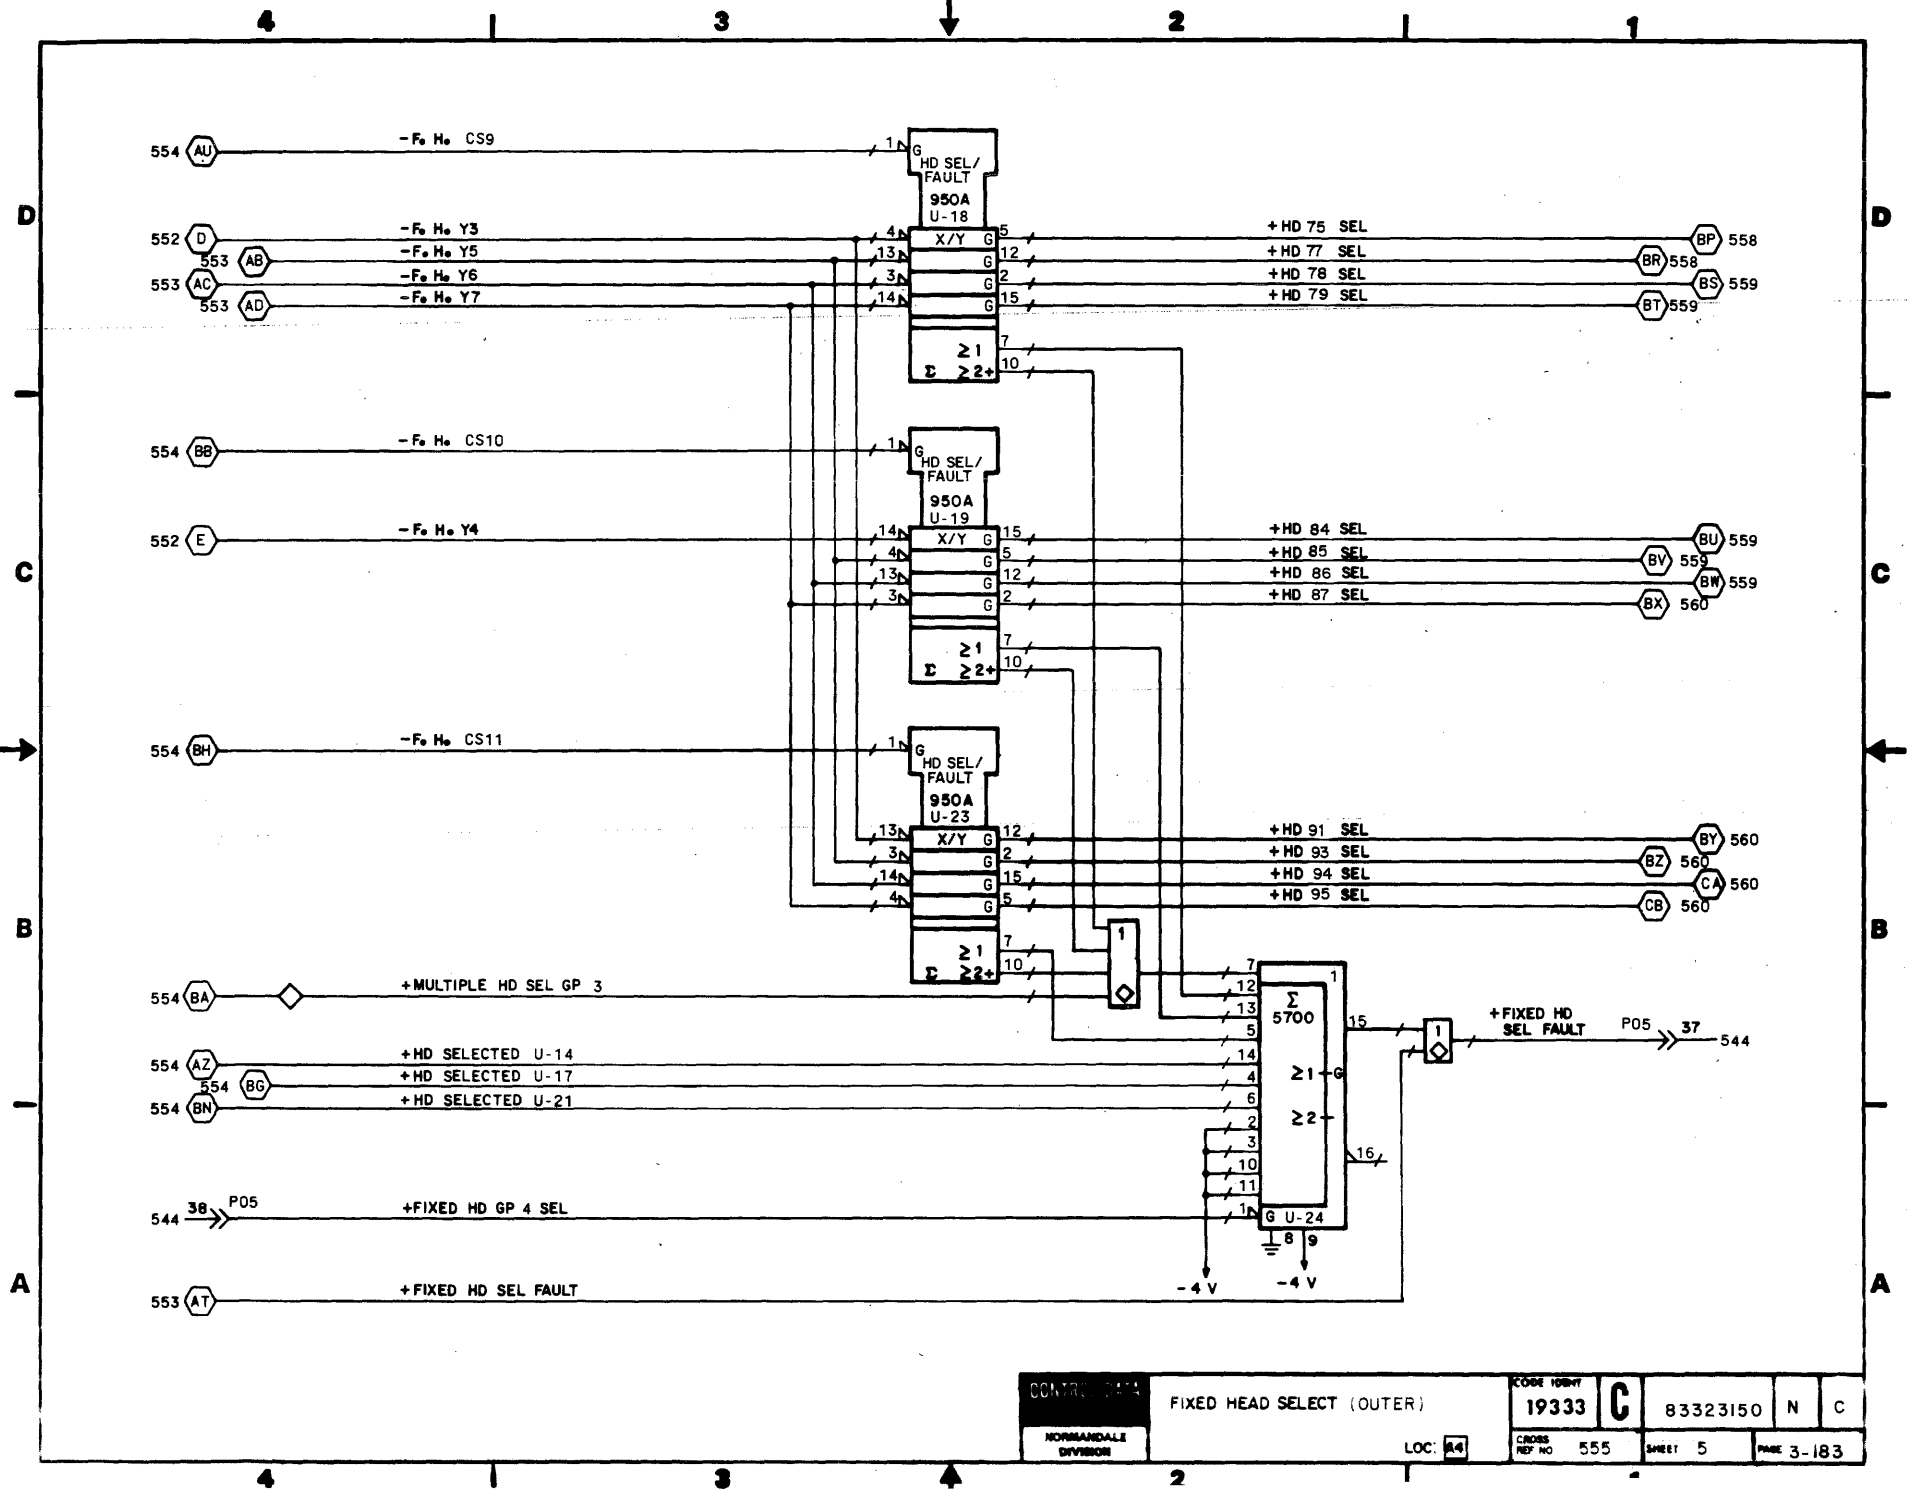 4 3 2 1
554 AU -F. H. CS9 1 G
HD SEL/
FAULT
950A
U-18
D D
552 D -F. H. Y3 4 X/Y G 5 +HD 75 SEL BP 558
553 AB -F. H. Y5 13 G 12 +HD 77 SEL BR 558
553 AC -F. H. Y6 3 G 2 +HD 78 SEL BS 559
553 AD -F. H. Y7 14 G 15 +HD 79 SEL BT 559
≥1 7
Σ ≥2+ 10
554 BB -F. H. CS10 1 G
HD SEL/
FAULT
950A
U-19
552 E -F. H. Y4 14 X/Y G 15 +HD 84 SEL BU 559
4 G 5 +HD 85 SEL BV 559
C C
13 G 12 +HD 86 SEL BW 559
3 G 2 +HD 87 SEL BX 560
≥1 7
Σ ≥2+ 10
554 BH -F. H. CS11 1 G
HD SEL/
FAULT
950A
U-23
13 X/Y G 12 +HD 91 SEL BY 560
3 G 2 +HD 93 SEL BZ 560
14 G 15 +HD 94 SEL CA 560
4 G 5 +HD 95 SEL CB 560
B B
1
≥1 7
Σ ≥2+ 10
7 1
554 BA +MULTIPLE HD SEL GP 3
12 Σ
13 5700
5
15 1 +FIXED HD
SEL FAULT P05 37 544
554 AZ +HD SELECTED U-14 14
554 BG +HD SELECTED U-17 4 ≥1 G
554 BN +HD SELECTED U-21 6
2 ≥2
3
10 16
11
544 38 P05 +FIXED HD GP 4 SEL 1 G U-24
8 9
-4 V -4 V
A A
553 AT +FIXED HD SEL FAULT
CONTROL DATA
NORMANDALE
DIVISION
FIXED HEAD SELECT (OUTER)
LOC: A4
CODE IDENT
19333 C 83323150 N C
CROSS
REF NO 555 SHEET 5 PAGE 3-183
4 3 2 1